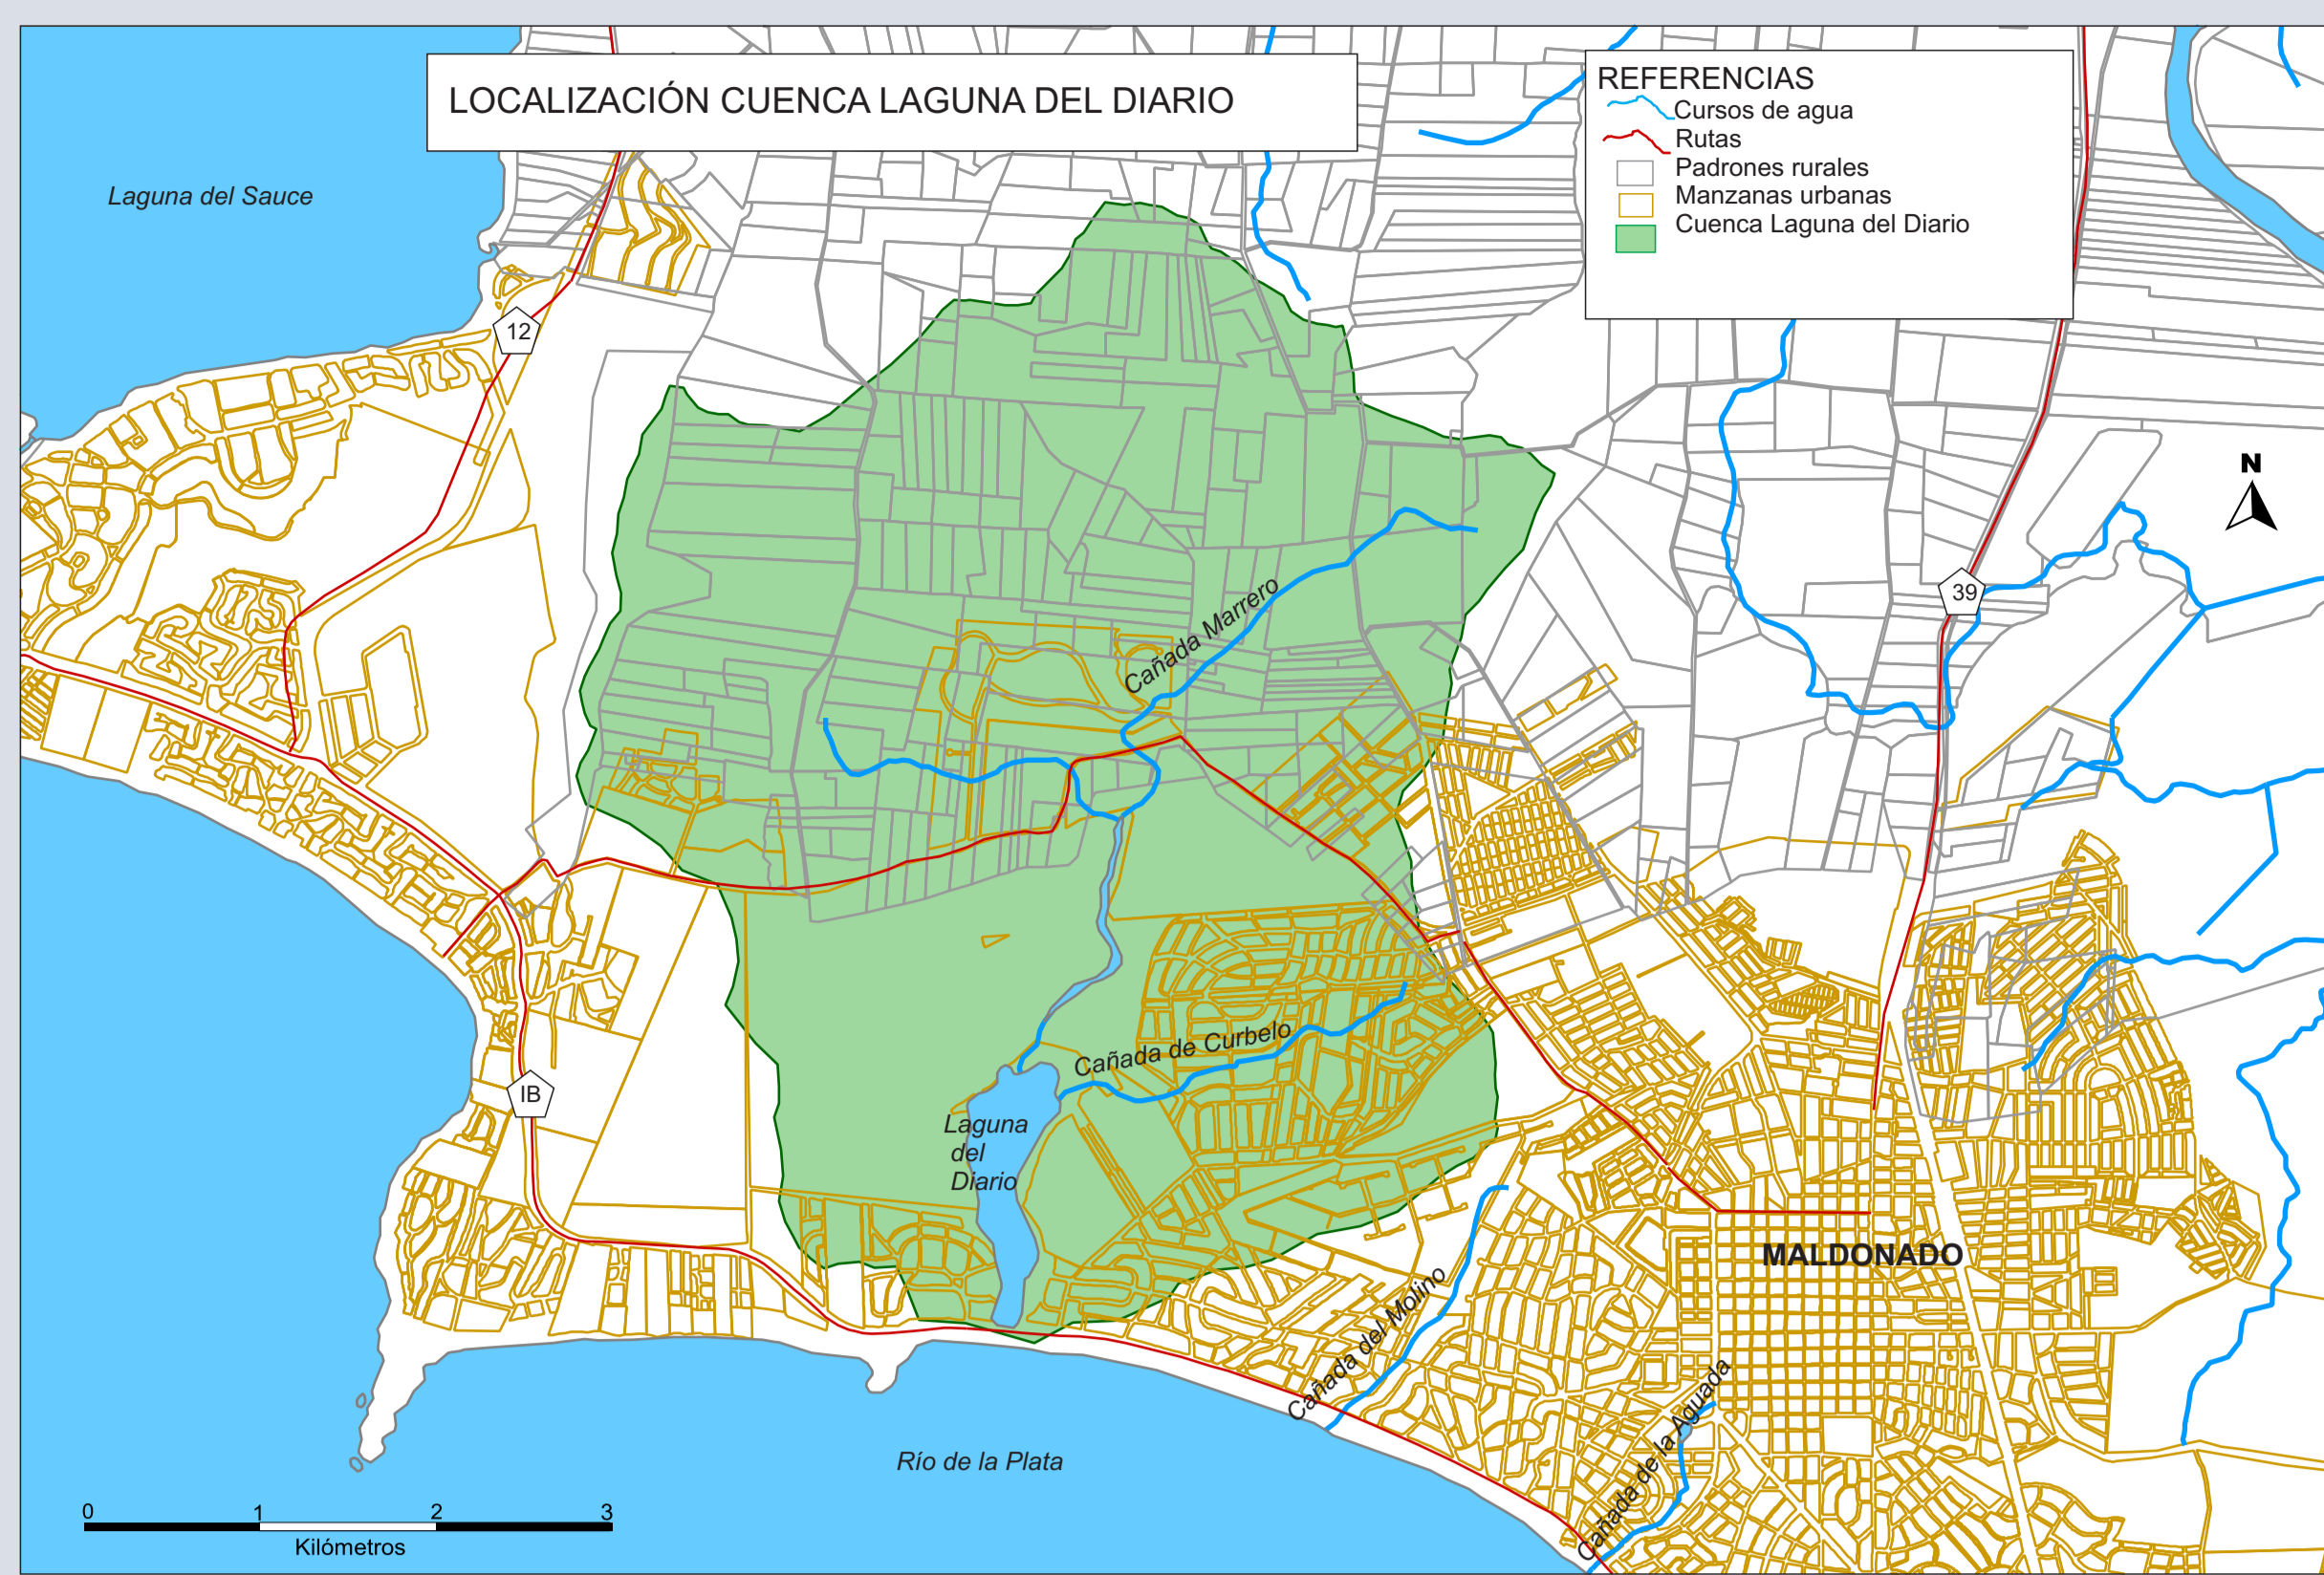 LOCALIZACIÓN CUENCA LAGUNA DEL DIARIO
REFERENCIAS
Cursos de agua
Rutas
Padrones rurales
Manzanas urbanas
Cuenca Laguna del Diario
Laguna del Sauce
12
N
39
Cañada Marrero
Cañada de Curbelo
IB
Laguna
del
Diario
MALDONADO
Cañada del Molino
Cañada de la Aguada
Río de la Plata
0 1 2 3
Kilómetros